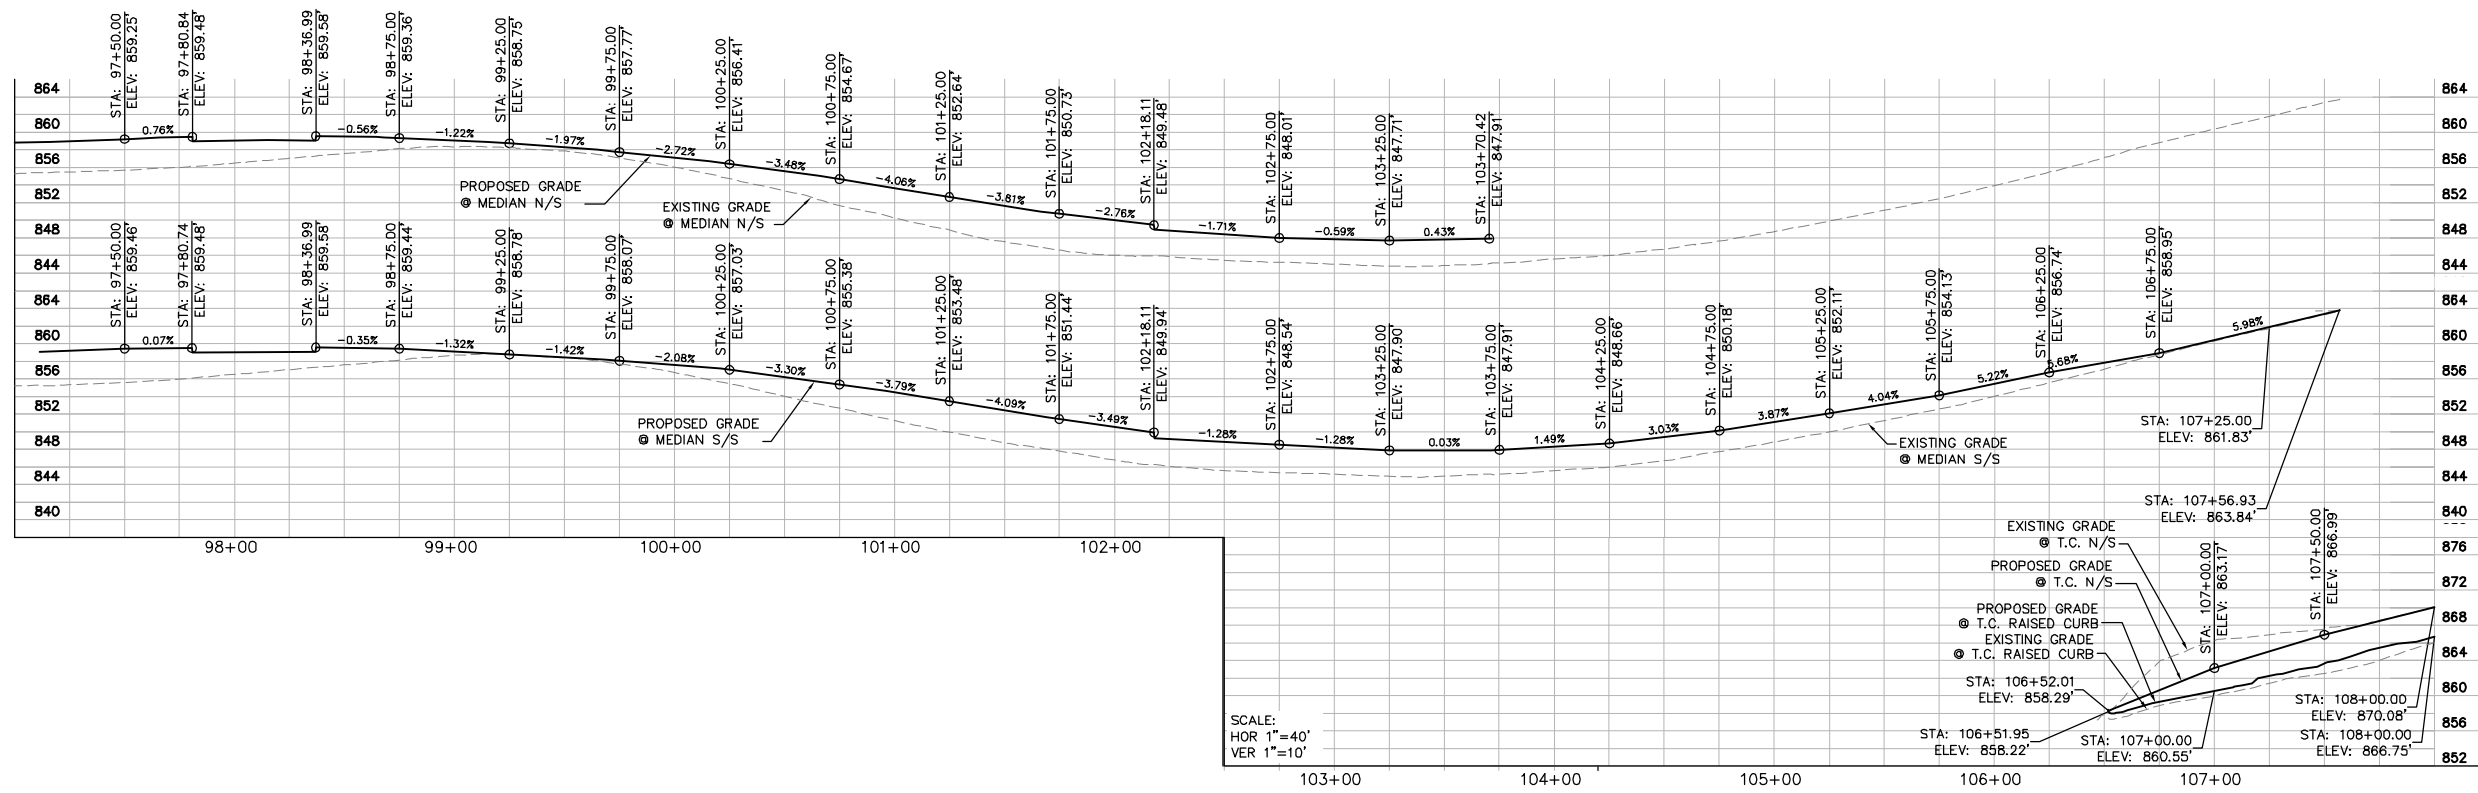 STA: 97+50.00
ELEV: 859.25'
STA: 97+80.84
ELEV: 859.48'
STA: 98+36.99
ELEV: 859.58'
STA: 98+75.00
ELEV: 859.36'
STA: 99+25.00
ELEV: 858.75'
STA: 99+75.00
ELEV: 857.77'
STA: 100+25.00
ELEV: 856.41'
STA: 100+75.00
ELEV: 854.67'
STA: 101+25.00
ELEV: 852.64'
STA: 101+75.00
ELEV: 850.73'
STA: 102+18.11
ELEV: 849.48'
STA: 102+75.00
ELEV: 848.01'
STA: 103+25.00
ELEV: 847.71'
STA: 103+70.42
ELEV: 847.91'
0.76%
-0.56%
-1.22%
-1.97%
-2.72%
-3.48%
-4.06%
-3.81%
-2.76%
-1.71%
-0.59%
0.43%
PROPOSED GRADE
@ MEDIAN N/S
EXISTING GRADE
@ MEDIAN N/S
864
860
856
852
848
844
864
860
856
852
848
844
840
STA: 97+50.00
ELEV: 859.46'
STA: 97+80.74
ELEV: 859.48'
STA: 98+36.99
ELEV: 859.58'
STA: 98+75.00
ELEV: 859.44'
STA: 99+25.00
ELEV: 858.78'
STA: 99+75.00
ELEV: 858.07'
STA: 100+25.00
ELEV: 857.03'
STA: 100+75.00
ELEV: 855.38'
STA: 101+25.00
ELEV: 853.48'
STA: 101+75.00
ELEV: 851.44'
STA: 102+18.11
ELEV: 849.94'
STA: 102+75.00
ELEV: 848.54'
STA: 103+25.00
ELEV: 847.90'
STA: 103+75.00
ELEV: 847.91'
STA: 104+25.00
ELEV: 848.66'
STA: 104+75.00
ELEV: 850.18'
STA: 105+25.00
ELEV: 852.11'
STA: 105+75.00
ELEV: 854.13'
STA: 106+25.00
ELEV: 856.74'
STA: 106+75.00
ELEV: 858.95'
0.07%
-0.35%
-1.32%
-1.42%
-2.08%
-3.30%
-3.79%
-4.09%
-3.49%
-1.28%
-1.28%
0.03%
1.49%
3.03%
3.87%
4.04%
5.22%
5.68%
5.98%
PROPOSED GRADE
@ MEDIAN S/S
EXISTING GRADE
@ MEDIAN S/S
STA: 107+25.00
ELEV: 861.83'
STA: 107+56.93
ELEV: 863.84'
864
860
856
852
848
844
864
860
856
852
848
844
840
876
872
868
864
860
856
852
98+00
99+00
100+00
101+00
102+00
EXISTING GRADE
@ T.C. N/S
PROPOSED GRADE
@ T.C. N/S
PROPOSED GRADE
@ T.C. RAISED CURB
EXISTING GRADE
@ T.C. RAISED CURB
STA: 106+52.01
ELEV: 858.29'
STA: 106+51.95
ELEV: 858.22'
STA: 107+00.00
ELEV: 860.55'
STA: 107+00.00
ELEV: 863.17'
STA: 107+50.00
ELEV: 866.99'
STA: 108+00.00
ELEV: 870.08'
STA: 108+00.00
ELEV: 866.75'
SCALE:
HOR 1"=40'
VER 1"=10'
103+00
104+00
105+00
106+00
107+00